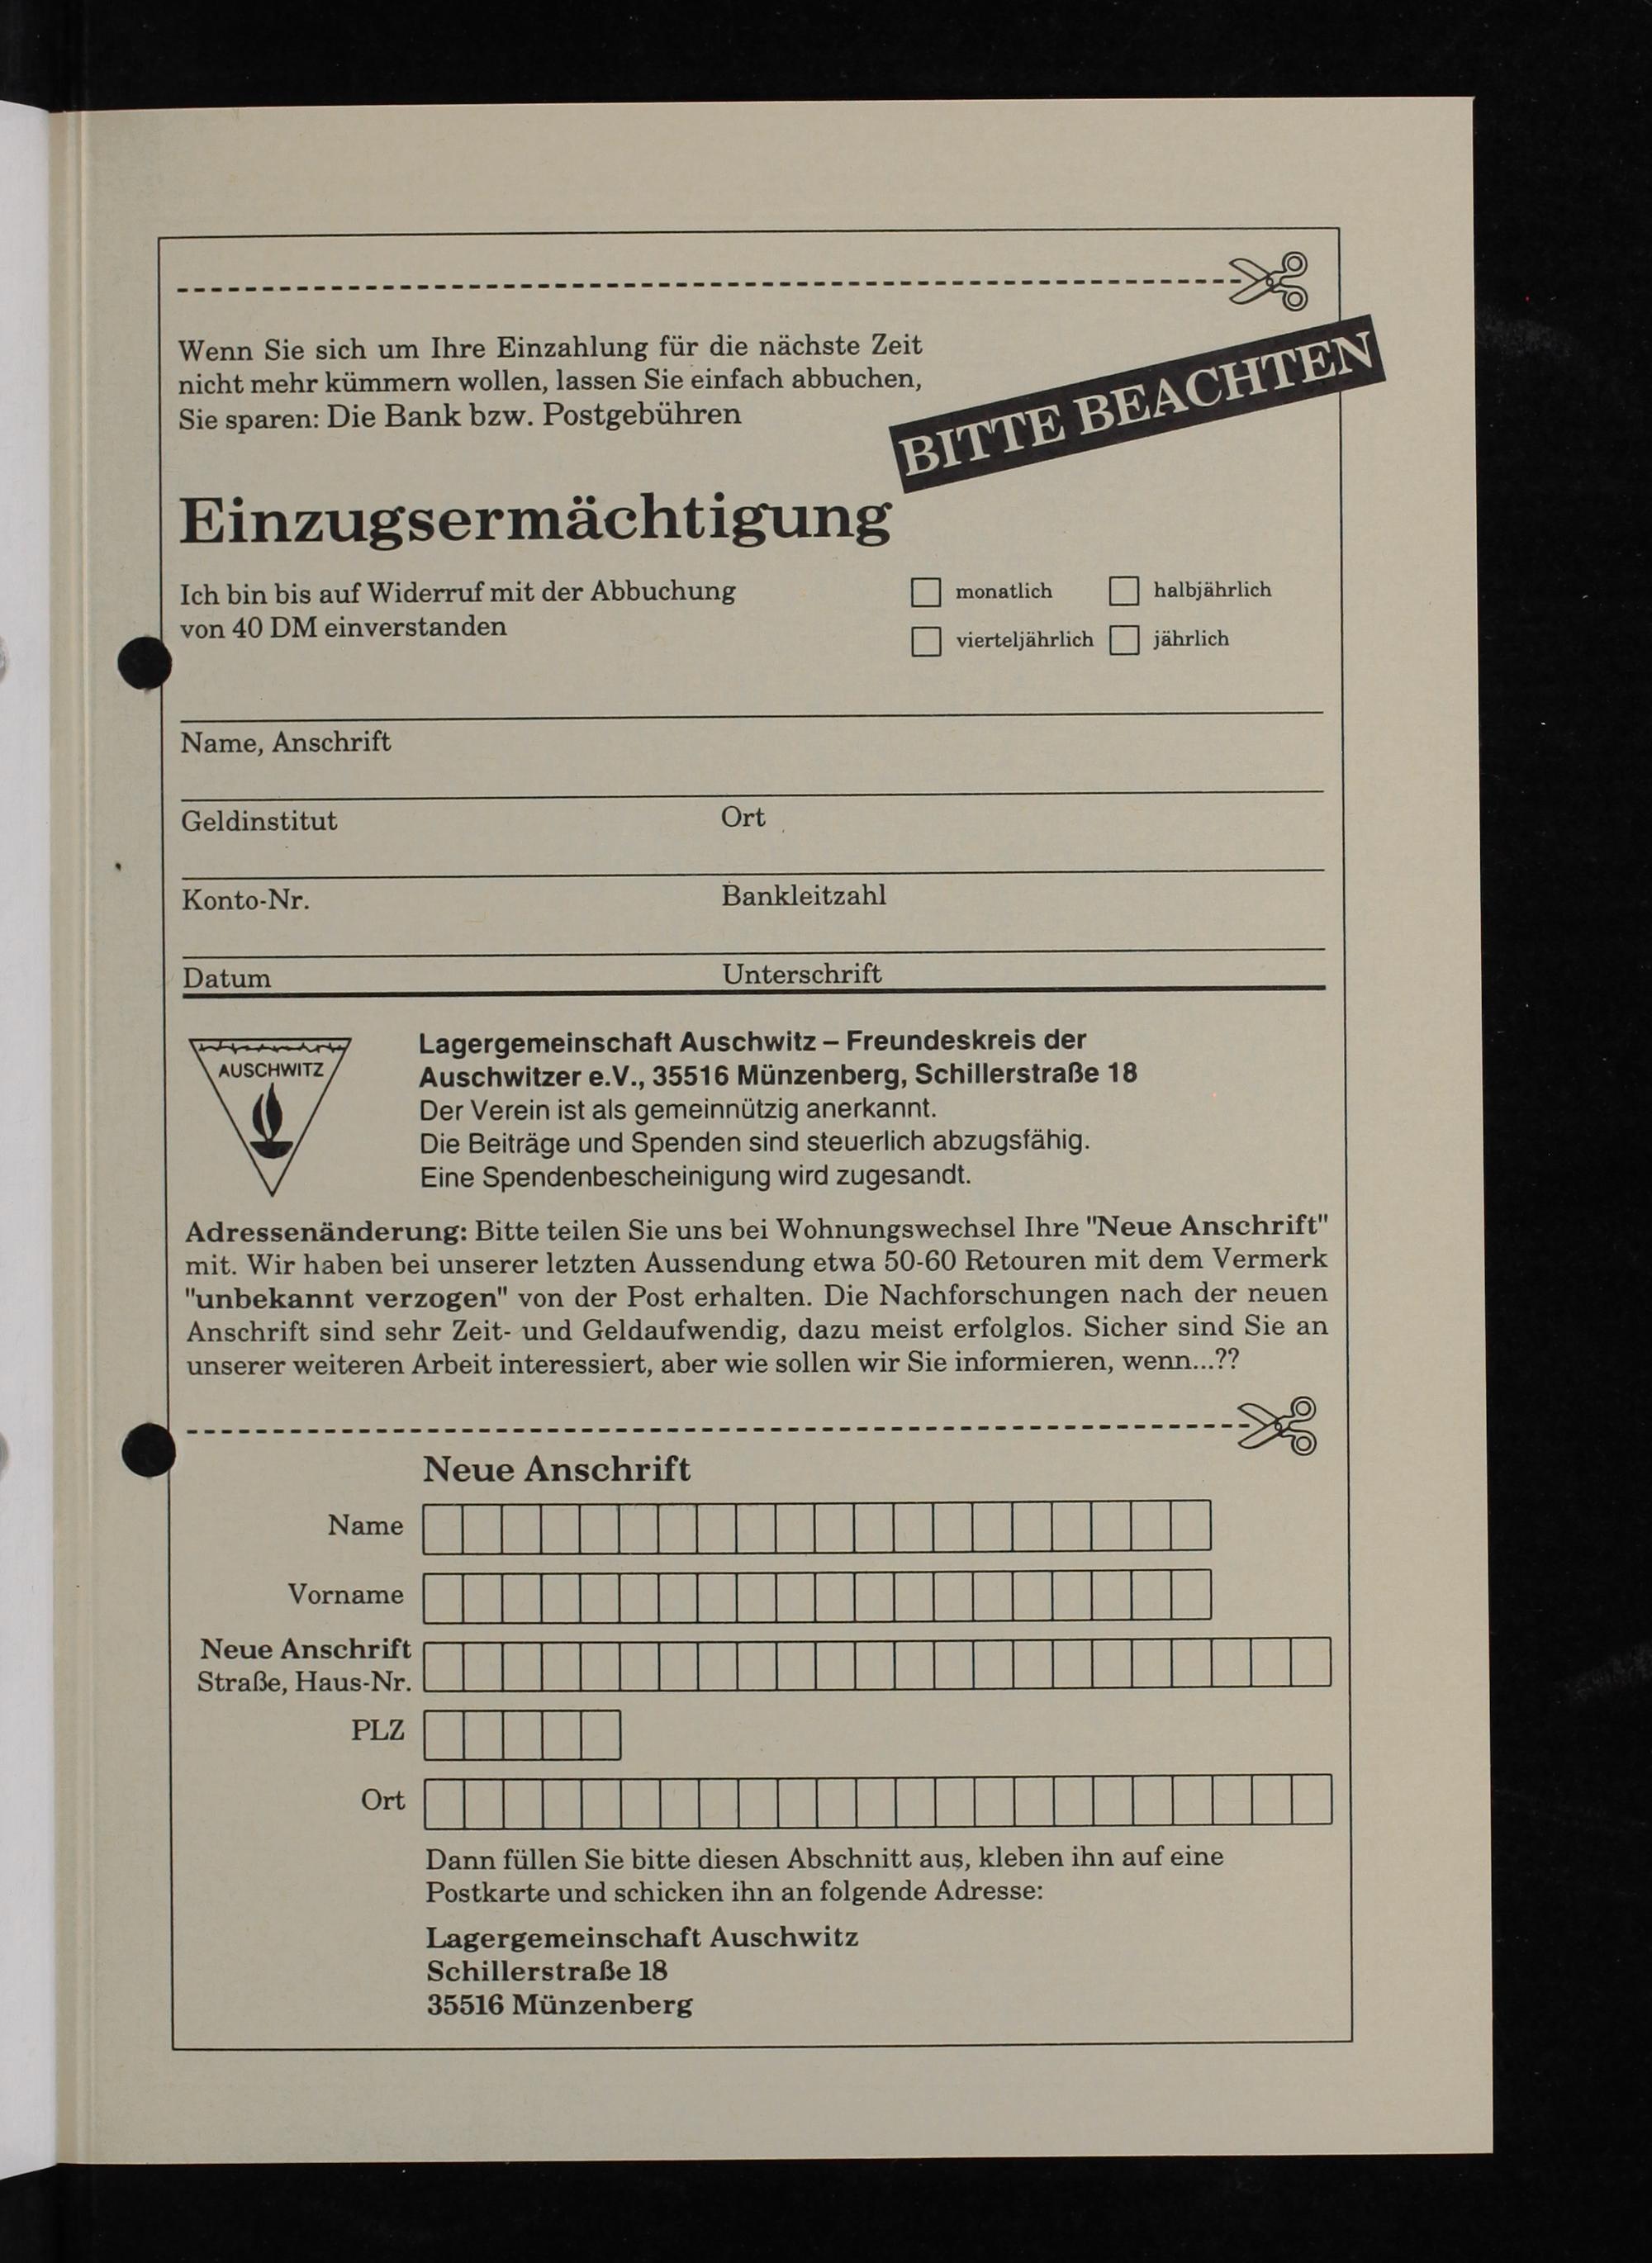 Wenn Sie sich um Ihre Einzahlung für die nächste Zeit
nicht mehr kümmern wollen, lassen Sie einfach abbuchen,
Sie sparen: Die Bank bzw. Postgebühren
BITTE BEACHTEN
Einzugsermächtigung
Ich bin bis auf Widerruf mit der Abbuchung
von 40 DM einverstanden
monatlich halbjährlich
vierteljährlich jährlich
Name, Anschrift
Geldinstitut Ort
Konto-Nr. Bankleitzahl
Datum Unterschrift
AUSCHWITZ
Lagergemeinschaft Auschwitz – Freundeskreis der
Auschwitzer e.V., 35516 Münzenberg, Schillerstraße 18
Der Verein ist als gemeinnützig anerkannt.
Die Beiträge und Spenden sind steuerlich abzugsfähig.
Eine Spendenbescheinigung wird zugesandt.
Adressenänderung: Bitte teilen Sie uns bei Wohnungswechsel Ihre "Neue Anschrift"
mit. Wir haben bei unserer letzten Aussendung etwa 50-60 Retouren mit dem Vermerk
"unbekannt verzogen" von der Post erhalten. Die Nachforschungen nach der neuen
Anschrift sind sehr Zeit- und Geldaufwendig, dazu meist erfolglos. Sicher sind Sie an
unserer weiteren Arbeit interessiert, aber wie sollen wir Sie informieren, wenn...??
Neue Anschrift
Name
Vorname
Neue Anschrift
Straße, Haus-Nr.
PLZ
Ort
Dann füllen Sie bitte diesen Abschnitt aus, kleben ihn auf eine
Postkarte und schicken ihn an folgende Adresse:
Lagergemeinschaft Auschwitz
Schillerstraße 18
35516 Münzenberg